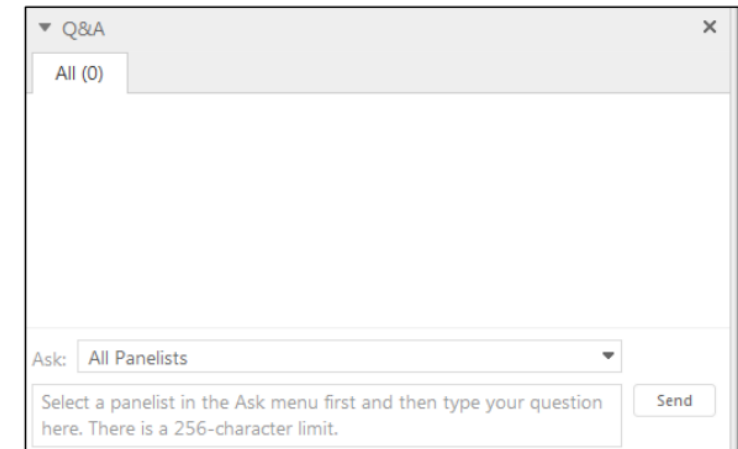 Q&A
All (0)
Ask:  All Panelists
Select a panelist in the Ask menu first and then type your question
here. There is a 256-character limit.
Send